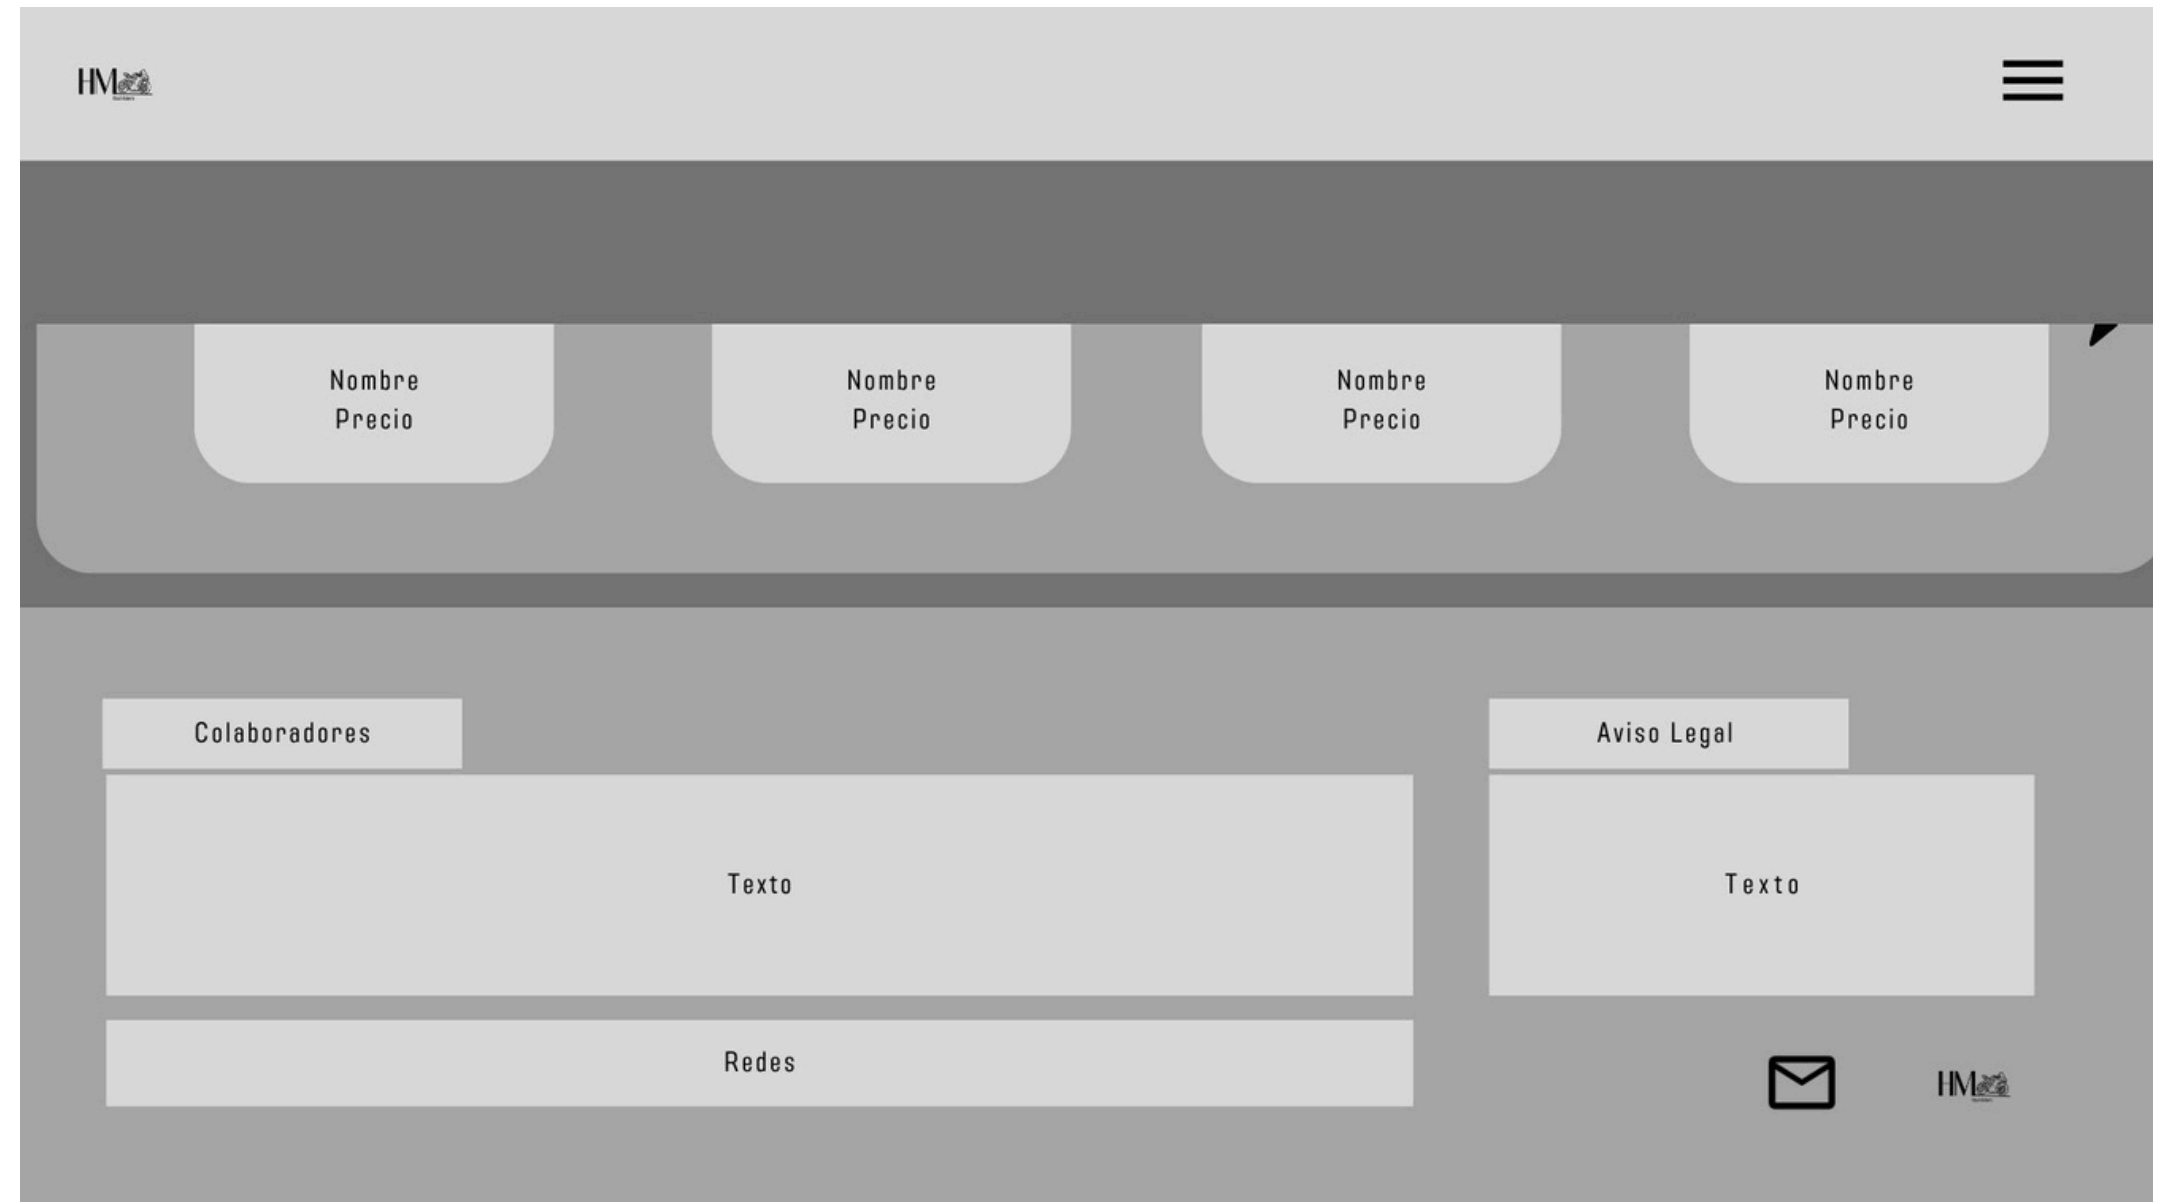 HM
Nombre
Precio
Nombre
Precio
Nombre
Precio
Nombre
Precio
Colaboradores
Texto
Redes
Aviso Legal
Texto
HM